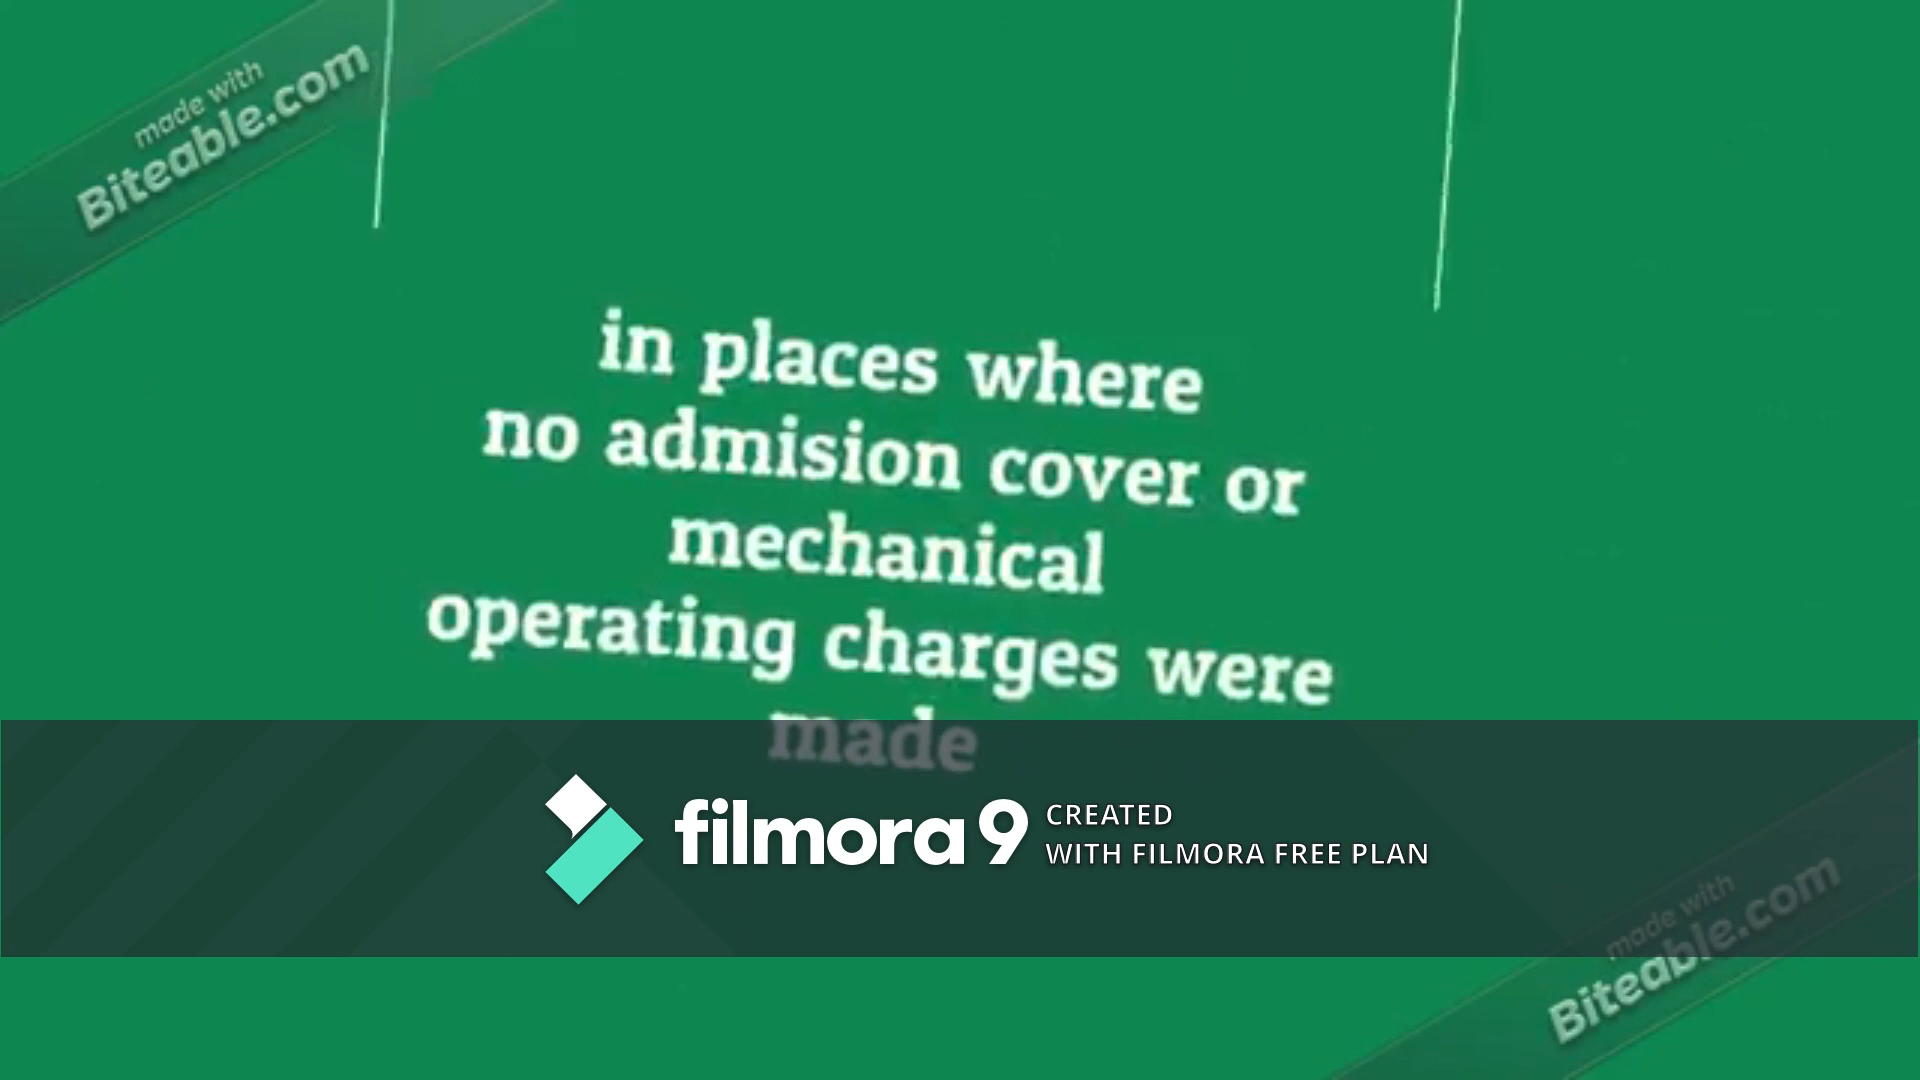 made with
Biteable.com
in places where
no admision cover or
mechanical
operating charges were
made
filmora 9
CREATED
WITH FILMORA FREE PLAN
made with
Biteable.com